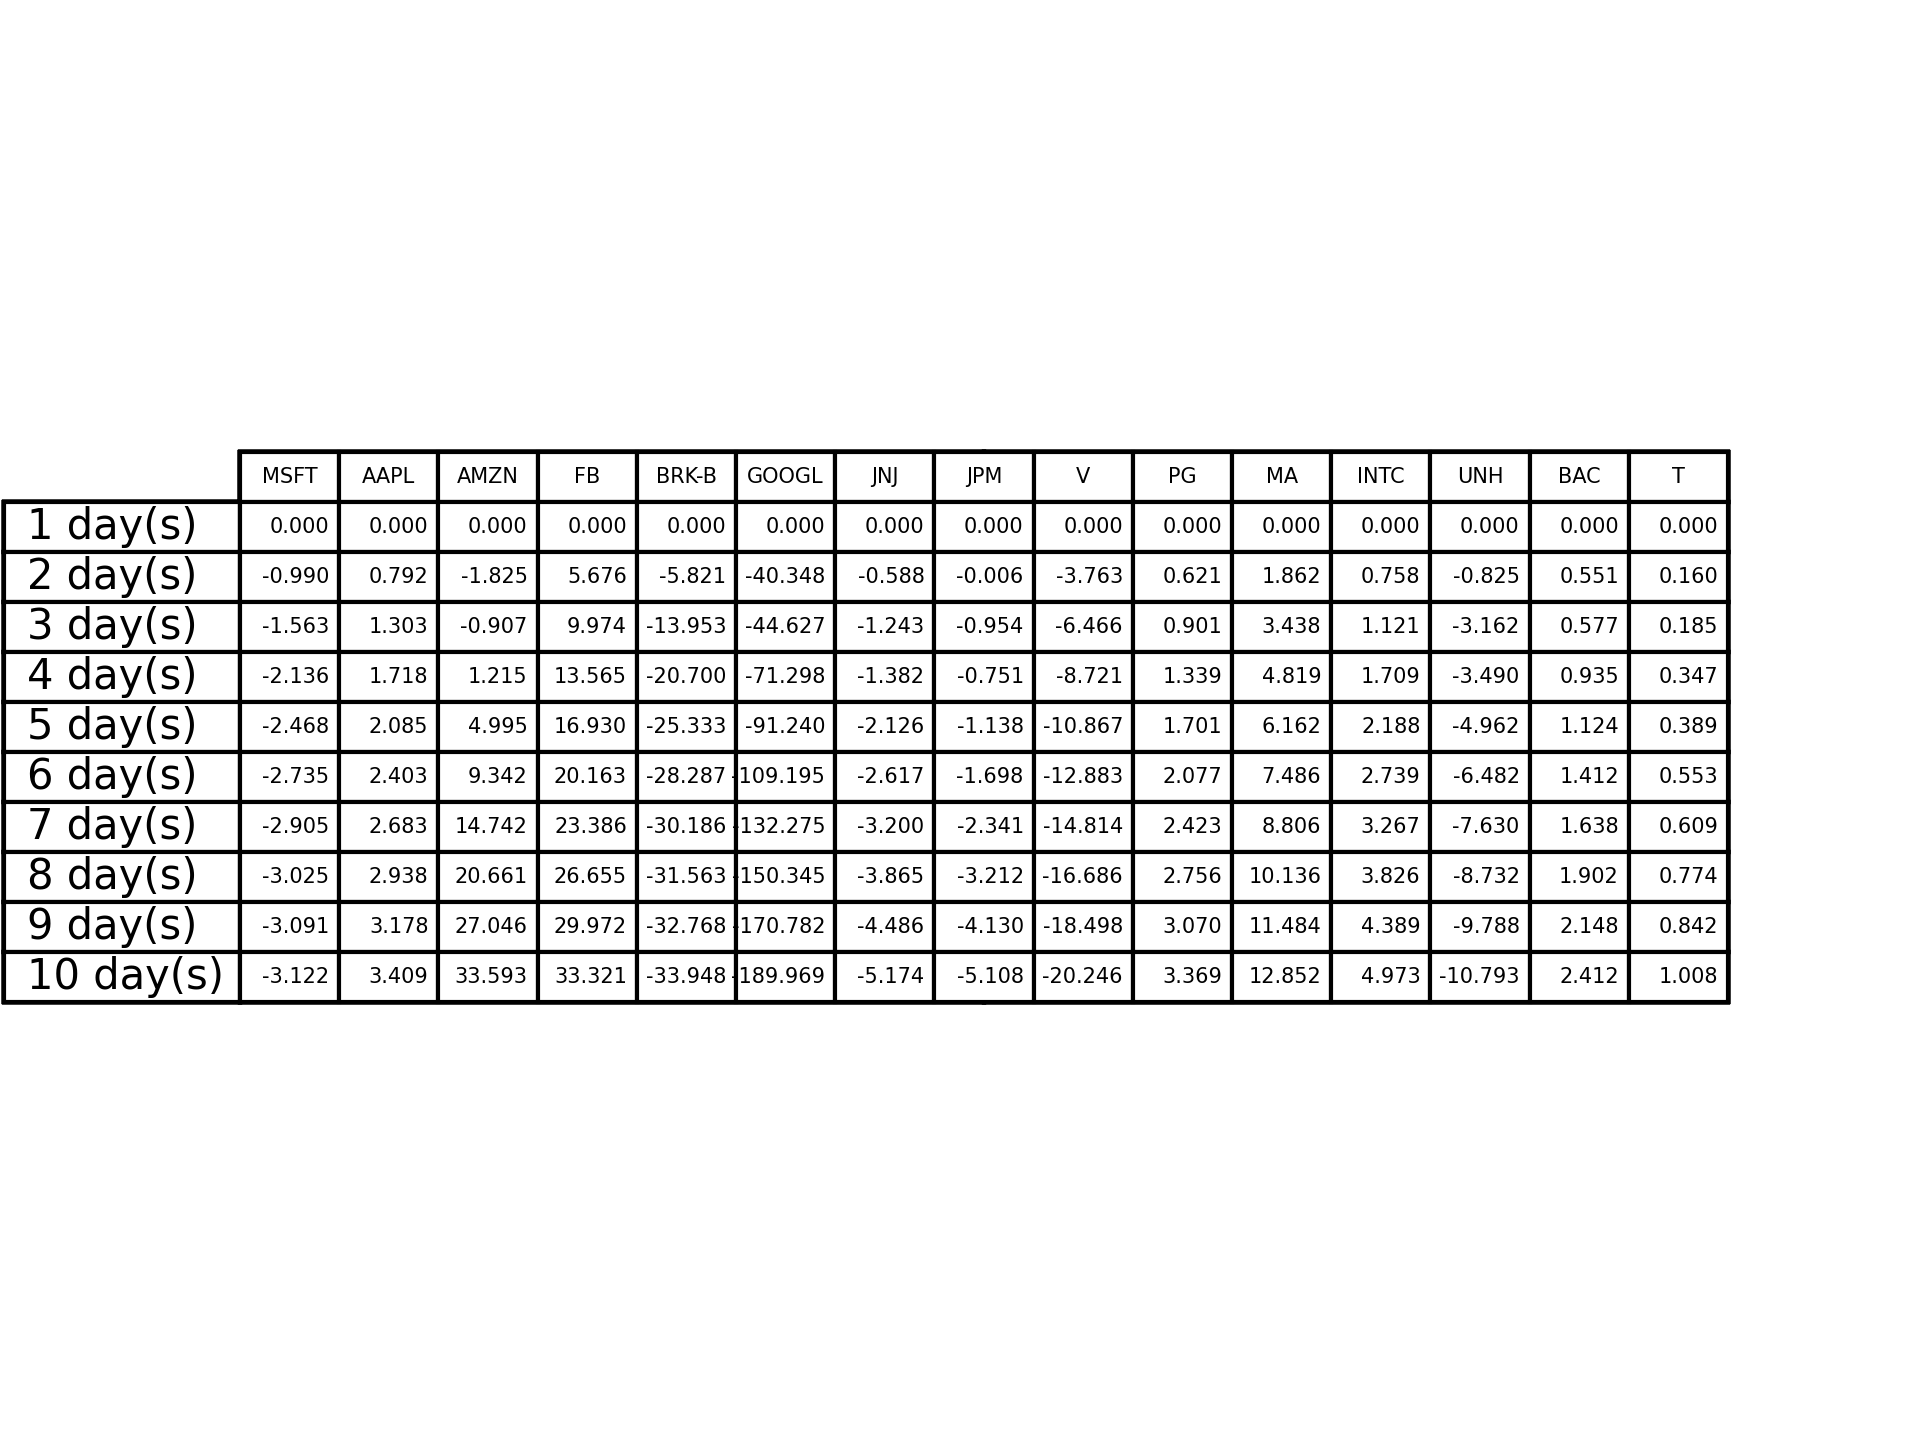 MSFT AAPL AMZN FB BRK-B GOOGL JNJ JPM V PG MA INTC UNH BAC T
1 day(s) 0.000 0.000 0.000 0.000 0.000 0.000 0.000 0.000 0.000 0.000 0.000 0.000 0.000 0.000 0.000
2 day(s) -0.990 0.792 -1.825 5.676 -5.821 -40.348 -0.588 -0.006 -3.763 0.621 1.862 0.758 -0.825 0.551 0.160
3 day(s) -1.563 1.303 -0.907 9.974 -13.953 -44.627 -1.243 -0.954 -6.466 0.901 3.438 1.121 -3.162 0.577 0.185
4 day(s) -2.136 1.718 1.215 13.565 -20.700 -71.298 -1.382 -0.751 -8.721 1.339 4.819 1.709 -3.490 0.935 0.347
5 day(s) -2.468 2.085 4.995 16.930 -25.333 -91.240 -2.126 -1.138 -10.867 1.701 6.162 2.188 -4.962 1.124 0.389
6 day(s) -2.735 2.403 9.342 20.163 -28.287 -109.195 -2.617 -1.698 -12.883 2.077 7.486 2.739 -6.482 1.412 0.553
7 day(s) -2.905 2.683 14.742 23.386 -30.186 -132.275 -3.200 -2.341 -14.814 2.423 8.806 3.267 -7.630 1.638 0.609
8 day(s) -3.025 2.938 20.661 26.655 -31.563 -150.345 -3.865 -3.212 -16.686 2.756 10.136 3.826 -8.732 1.902 0.774
9 day(s) -3.091 3.178 27.046 29.972 -32.768 -170.782 -4.486 -4.130 -18.498 3.070 11.484 4.389 -9.788 2.148 0.842
10 day(s) -3.122 3.409 33.593 33.321 -33.948 -189.969 -5.174 -5.108 -20.246 3.369 12.852 4.973 -10.793 2.412 1.008